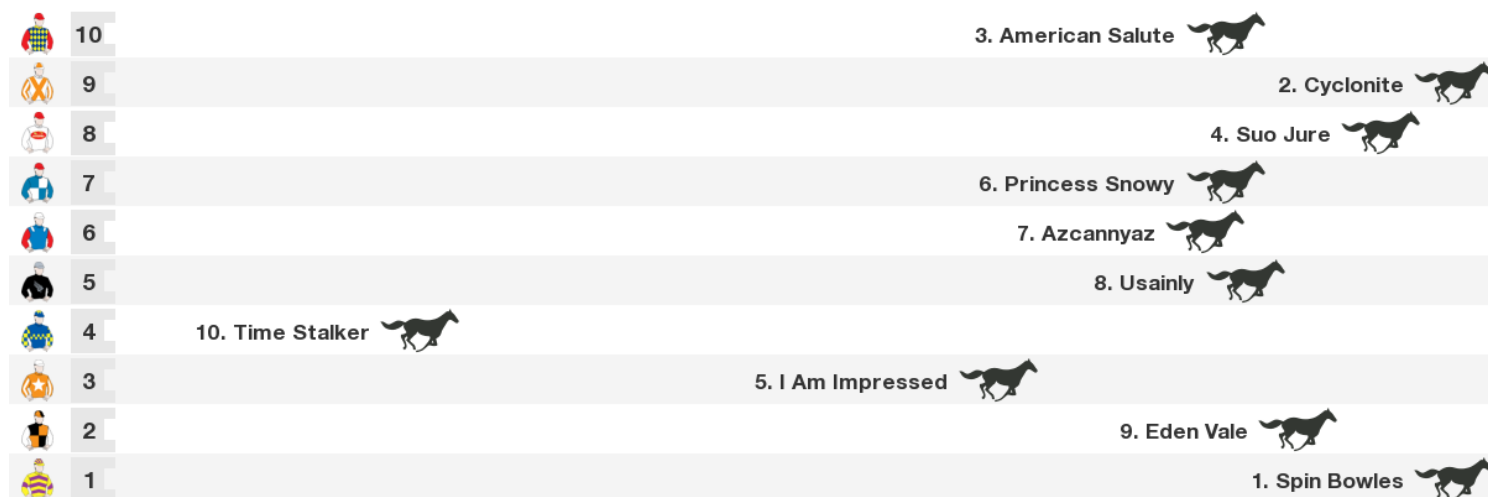 10 3. American Salute
9 2. Cyclonite
8 4. Suo Jure
7 6. Princess Snowy
6 7. Azcannyaz
5 8. Usainly
4 10. Time Stalker
3 5. I Am Impressed
2 9. Eden Vale
1 1. Spin Bowles